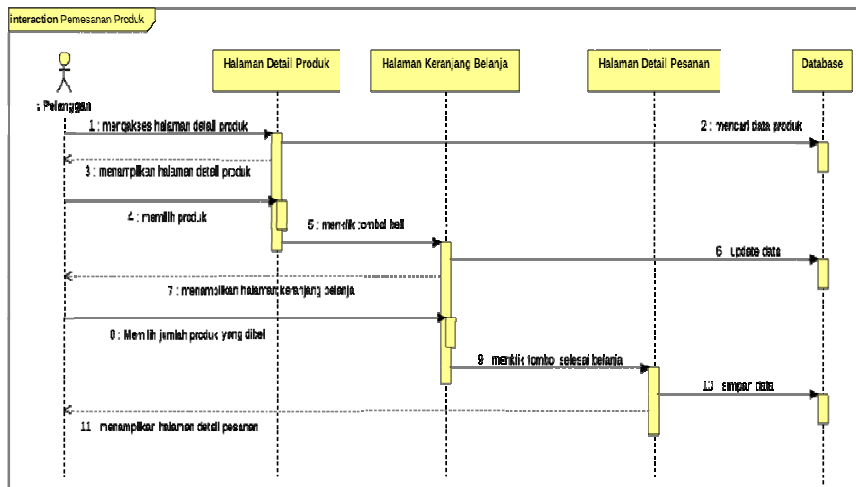 interaction Pemesanan Produk
Halaman Detail Produk
Halaman Keranjang Belanja
Halaman Detail Pesanan
Database
: Pelanggan
1 : mengakses halaman detail produk
2 : mencari data produk
3 : menampilkan halaman detail produk
4 : memilih produk
5 : menklik tombol beli
6 update data
7 : menampilkan halaman keranjang belanja
8 : Memilih jumlah produk yang dibeli
9 menklik tombol selesai belanja
10 simpan data
11 menampilkan halaman detail pesanan